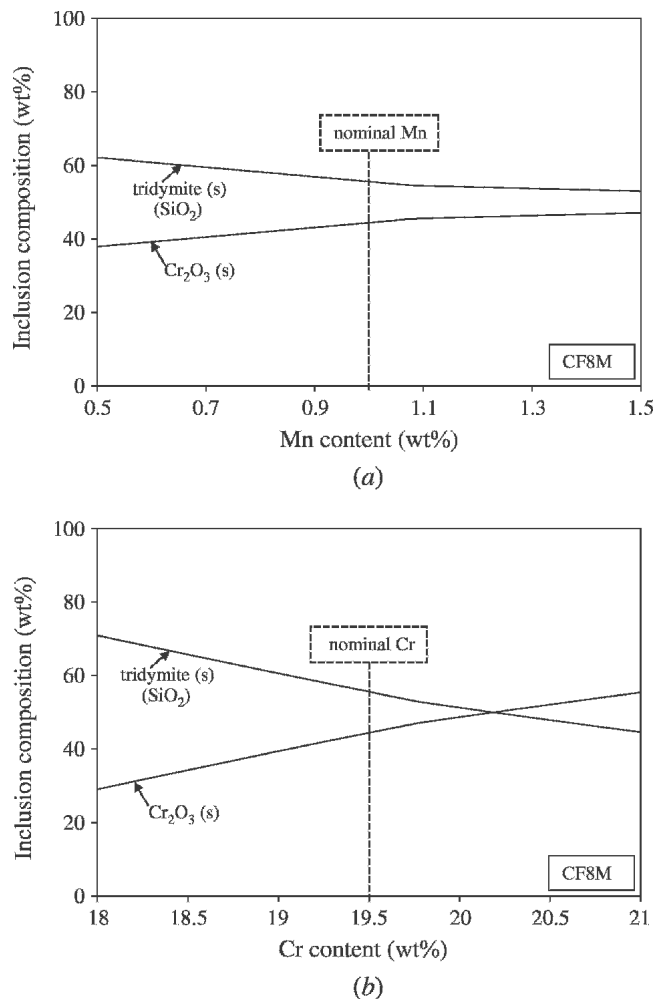 100
80
60
40
20
0
Inclusion composition (wt%)
nominal Mn
tridymite (s)
(SiO₂)
Cr₂O₃ (s)
CF8M
0.5 0.7 0.9 1.1 1.3 1.5
Mn content (wt%)
(a)
100
80
60
40
20
0
Inclusion composition (wt%)
nominal Cr
tridymite (s)
(SiO₂)
Cr₂O₃ (s)
CF8M
18 18.5 19 19.5 20 20.5 21
Cr content (wt%)
(b)